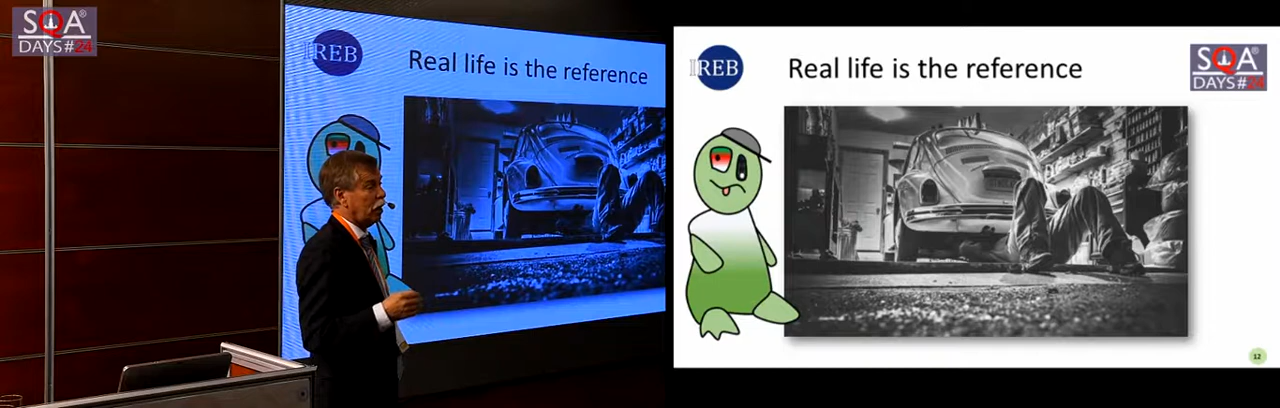 SQA®
DAYS#24
IREB
Real life is the reference
IREB
Real life is the reference
SQA®
DAYS#24
12